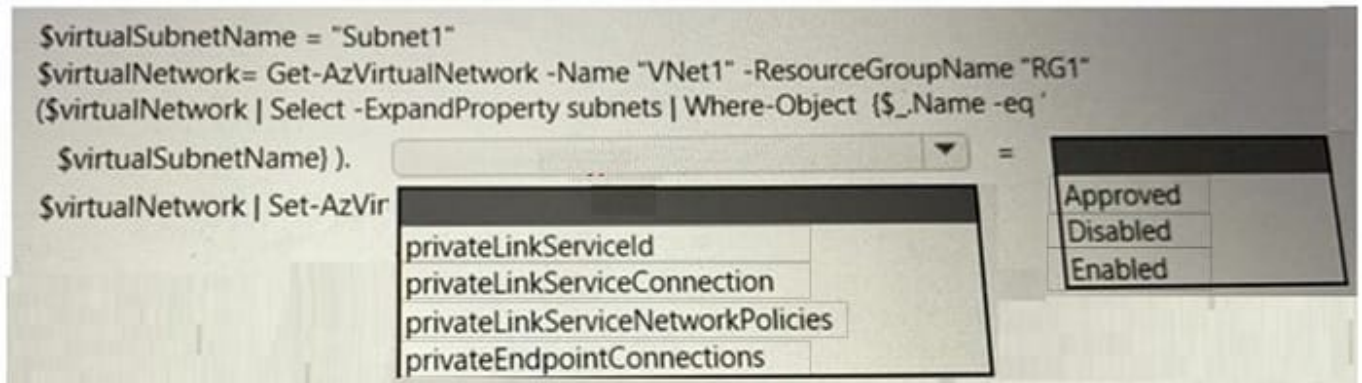 $virtualSubnetName = "Subnet1"
$virtualNetwork= Get-AzVirtualNetwork -Name "VNet1" -ResourceGroupName "RG1"
($virtualNetwork | Select -ExpandProperty subnets | Where-Object {$_.Name -eq '
$virtualSubnetName} ). =
$virtualNetwork | Set-AzVir
privateLinkServiceId
privateLinkServiceConnection
privateLinkServiceNetworkPolicies
privateEndpointConnections
Approved
Disabled
Enabled